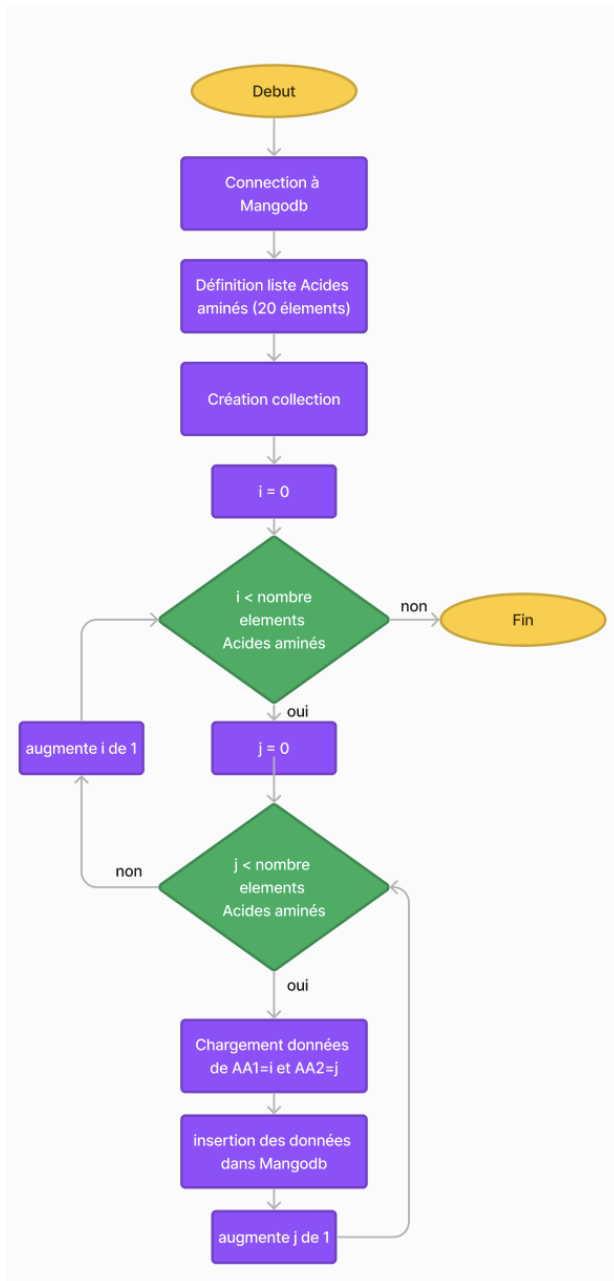 Debut
Connection à
Mangodb
Définition liste Acides
aminés (20 élements)
Création collection
i = 0
i < nombre
elements
Acides aminés
non
Fin
oui
augmente i de 1
j = 0
j < nombre
elements
Acides aminés
non
oui
Chargement données
de AA1=i et AA2=j
insertion des données
dans Mangodb
augmente j de 1